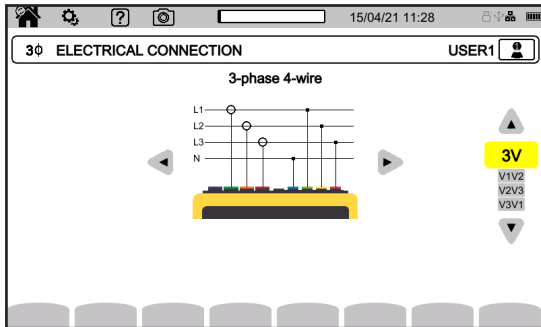 ? 15/04/21 11:28
3Φ ELECTRICAL CONNECTION USER1
3-phase 4-wire
L1
L2
L3
N
3V
V1V2
V2V3
V3V1